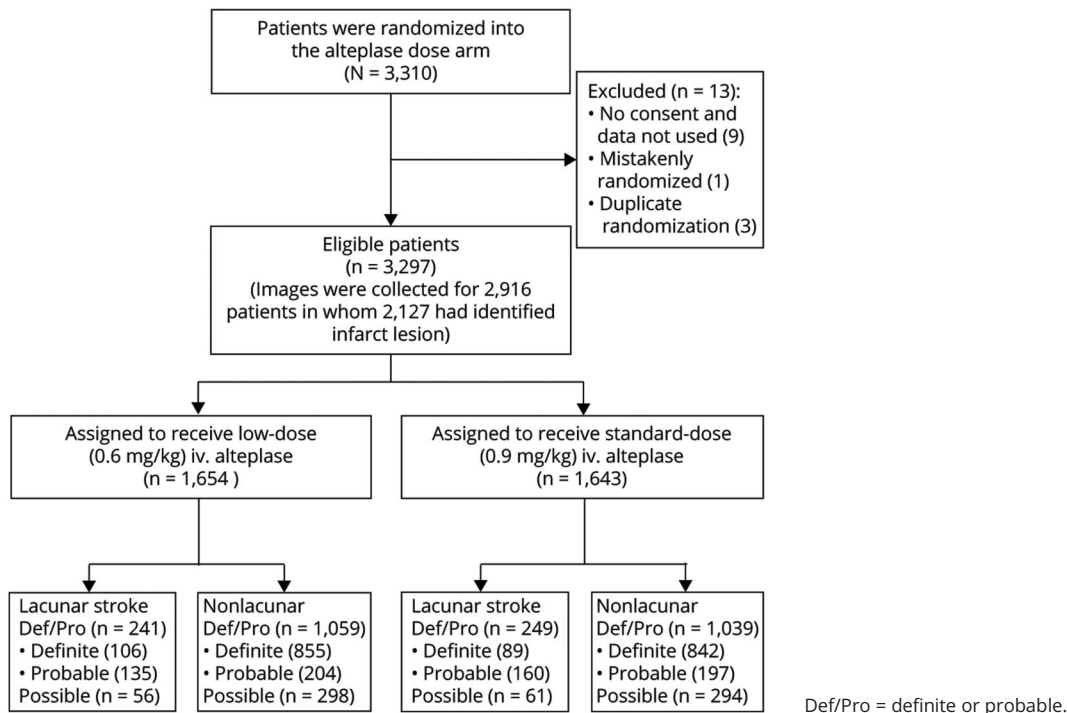 Patients were randomized into
the alteplase dose arm
(N = 3,310)
Excluded (n = 13):
• No consent and
data not used (9)
• Mistakenly
randomized (1)
• Duplicate
randomization (3)
Eligible patients
(n = 3,297)
(Images were collected for 2,916
patients in whom 2,127 had identified
infarct lesion)
Assigned to receive low-dose
(0.6 mg/kg) iv. alteplase
(n = 1,654 )
Assigned to receive standard-dose
(0.9 mg/kg) iv. alteplase
(n = 1,643)
Lacunar stroke
Def/Pro (n = 241)
• Definite (106)
• Probable (135)
Possible (n = 56)
Nonlacunar
Def/Pro (n = 1,059)
• Definite (855)
• Probable (204)
Possible (n = 298)
Lacunar stroke
Def/Pro (n = 249)
• Definite (89)
• Probable (160)
Possible (n = 61)
Nonlacunar
Def/Pro (n = 1,039)
• Definite (842)
• Probable (197)
Possible (n = 294)
Def/Pro = definite or probable.